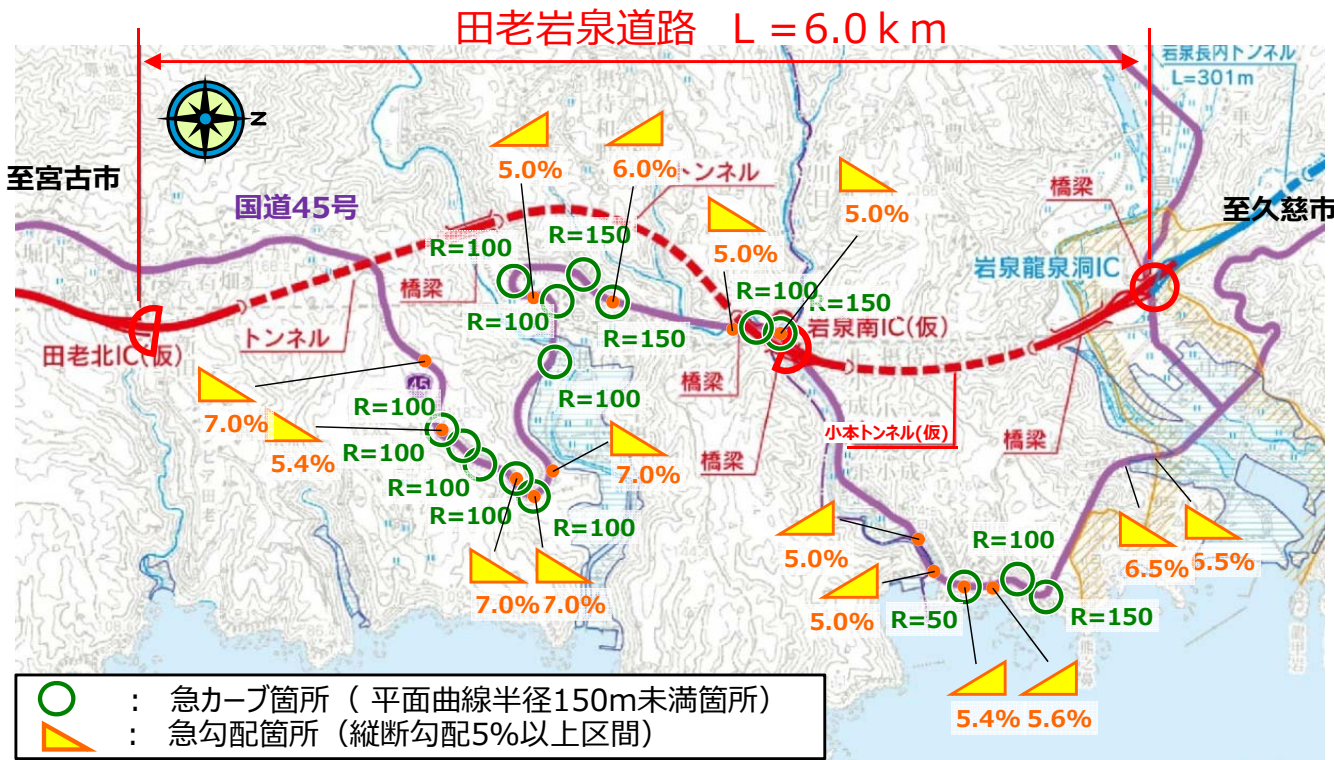 田老岩泉道路 L=6.0km
岩泉長内トンネル
L=301m
N
至宮古市
国道45号
至久慈市
5.0%
6.0%
トンネル
5.0%
5.0%
橋梁
R=100
R=150
橋梁
R=100
R=150
R=100
R=150
岩泉龍泉洞IC
岩泉南IC(仮)
田老北IC(仮)
トンネル
橋梁
R=100
7.0%
45
R=100
5.4%
R=100
R=100
R=100
R=100
7.0%
7.0%
7.0%
小本トンネル(仮)
橋梁
橋梁
5.0%
5.0%
R=50
R=100
R=150
5.4%
5.6%
6.5%
6.5%
: 急カーブ箇所（ 平面曲線半径150m未満箇所）
: 急勾配箇所（縦断勾配5%以上区間）